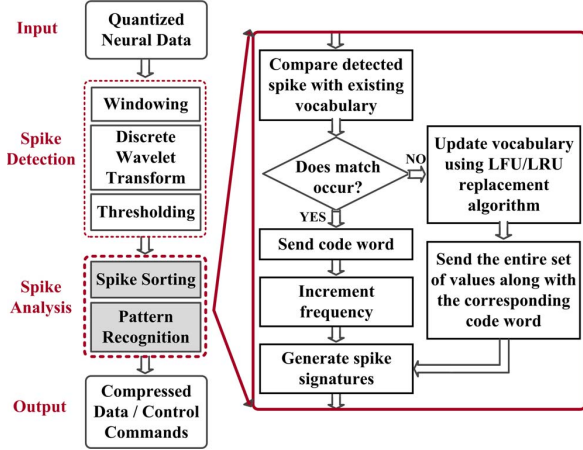 Input
Quantized
Neural Data
Spike
Detection
Windowing
Discrete
Wavelet
Transform
Thresholding
Spike
Analysis
Spike Sorting
Pattern
Recognition
Output
Compressed
Data / Control
Commands
Compare detected
spike with existing
vocabulary
Does match
occur?
NO
YES
Update vocabulary
using LFU/LRU
replacement
algorithm
Send code word
Increment
frequency
Send the entire set
of values along with
the corresponding
code word
Generate spike
signatures